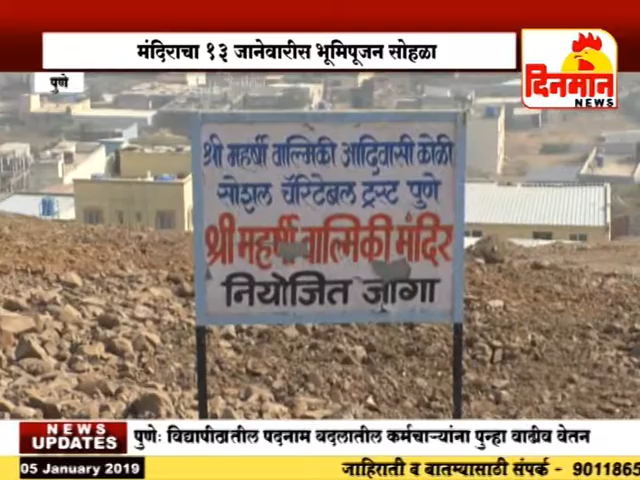 मंदिराचा १३ जानेवारीस भूमिपूजन सोहळा
पुणे
दिनमान
NEWS
श्री महर्षी वाल्मिकी आदिवासी कोळी
सोशल चॅरिटेबल ट्रस्ट पुणे
श्री महर्षी वाल्मिकी मंदिर
नियोजित जागा
NEWS
UPDATES
पुणेः विद्यापीठातील पदनाम बदलातील कर्मचाऱ्यांना पुन्हा वाढीव वेतन
05 January 2019
जाहिराती व बातम्यासाठी संपर्क - 9011865